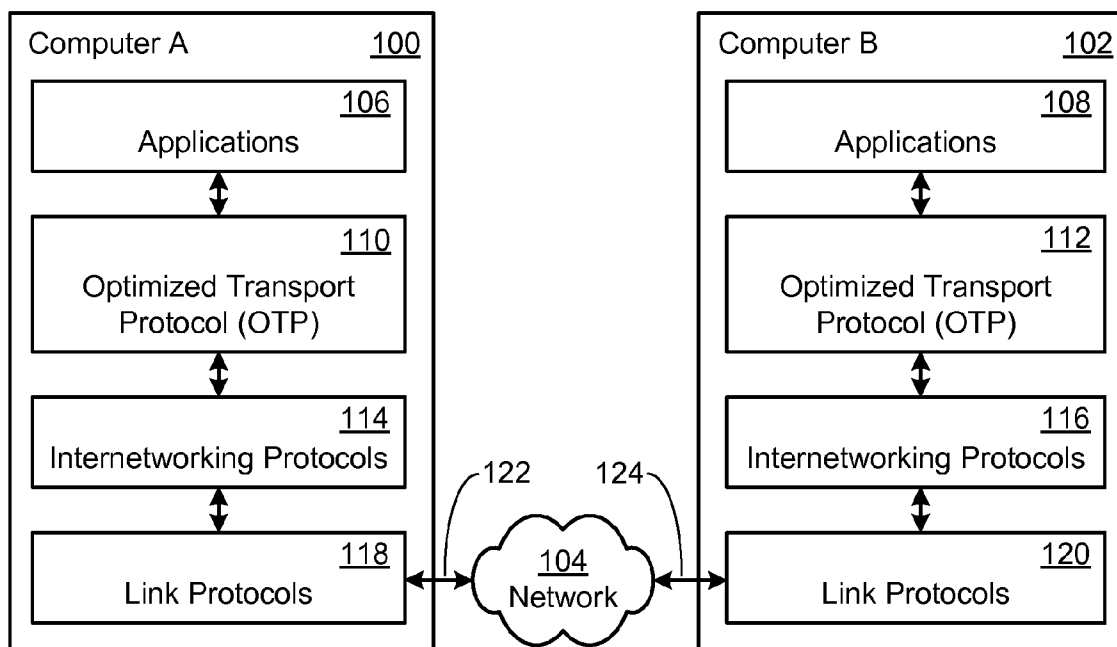 Computer A 100
106
Applications
110
Optimized Transport
Protocol (OTP)
114
Internetworking Protocols
118
Link Protocols
122
104
Network
124
Computer B 102
108
Applications
112
Optimized Transport
Protocol (OTP)
116
Internetworking Protocols
120
Link Protocols